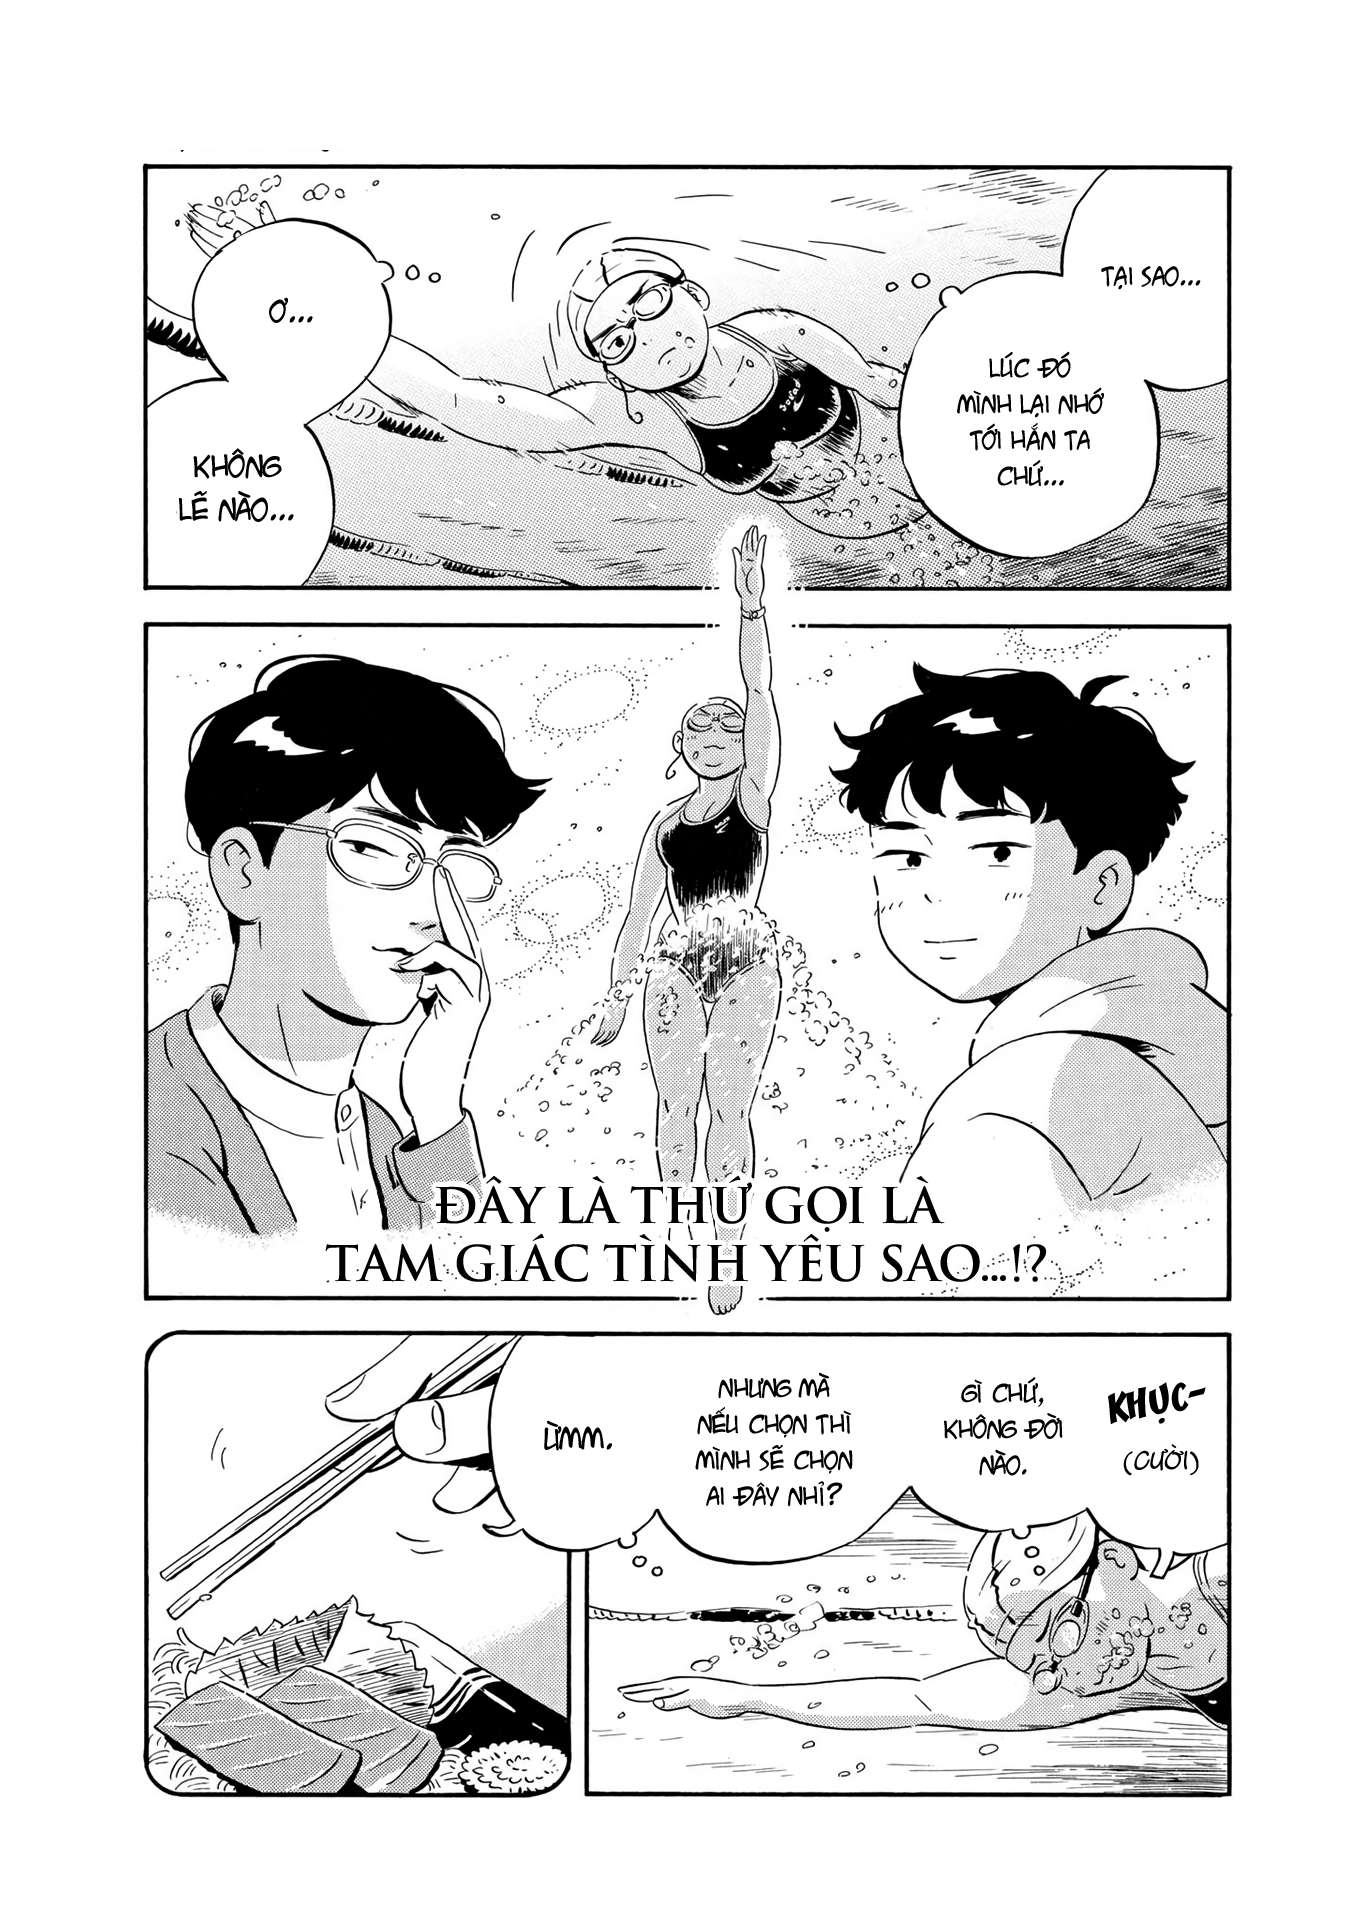 TẠI SAO...
LÚC ĐÓ
MÌNH LẠI NHỚ
TỚI HẮN TA
CHỨ...
Ơ...
KHÔNG
LẼ NÀO...
ĐÂY LÀ THỨ GỌI LÀ
TAM GIÁC TÌNH YÊU SAO...!?
KHỤC-
(CƯỜI)
GÌ CHỨ,
KHÔNG ĐỜI
NÀO.
NHƯNG MÀ
NẾU CHỌN THÌ
MÌNH SẼ CHỌN
AI ĐÂY NHỈ?
ỪMM.